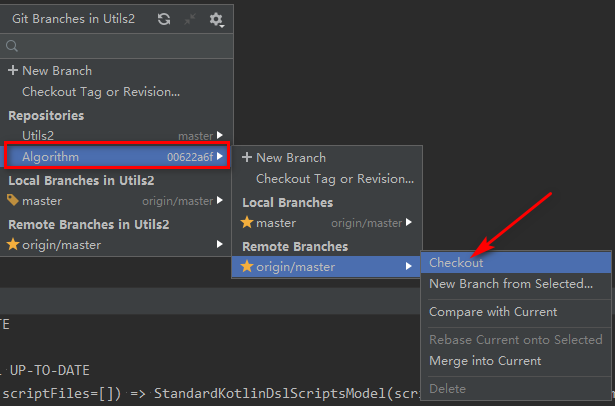 Git Branches in Utils2
New Branch
Checkout Tag or Revision...
Repositories
Utils2 master
Algorithm 00622a6f
Local Branches in Utils2
master origin/master
Remote Branches in Utils2
origin/master
New Branch
Checkout Tag or Revision...
Local Branches
master origin/master
Remote Branches
origin/master
Checkout
New Branch from Selected...
Compare with Current
Rebase Current onto Selected
Merge into Current
Delete
TE
UP-TO-DATE
scriptFiles=[]) => StandardKotlinDslScriptsModel(scri